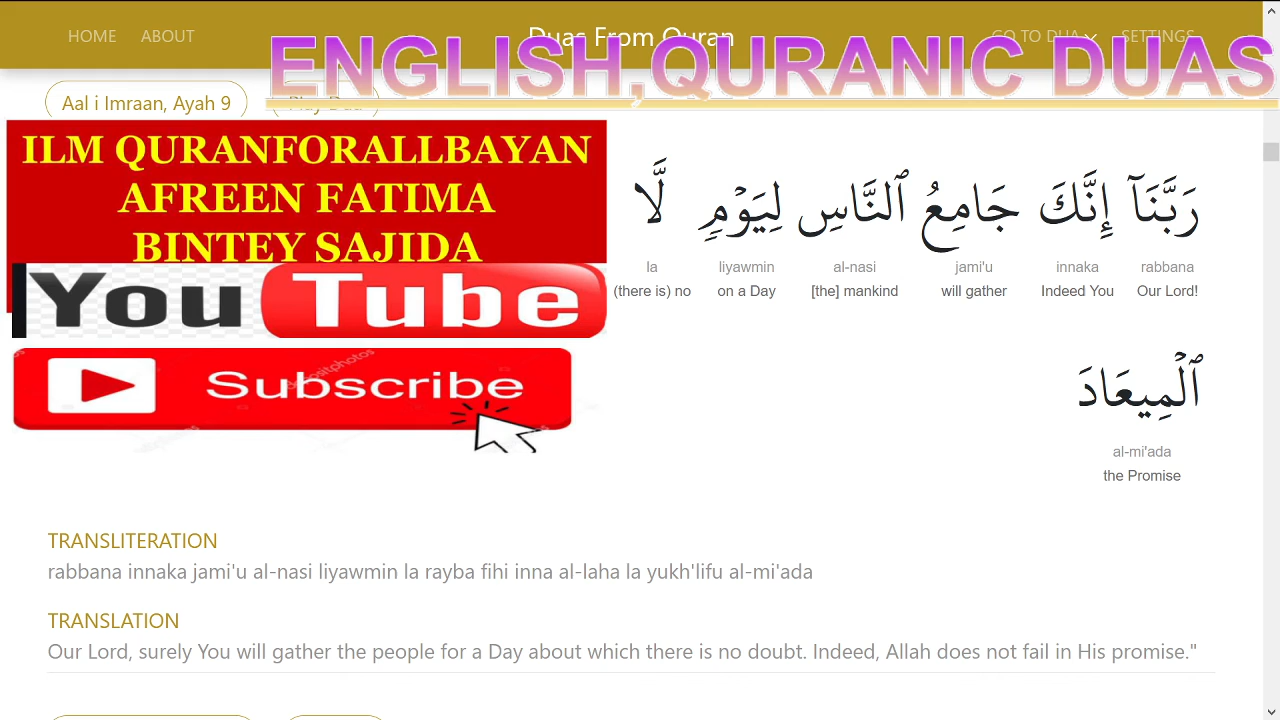 HOME ABOUT Duas From Quran GO TO DUA SETTINGS
ENGLISH,QURANIC DUAS
Aal i Imraan, Ayah 9 Play Dua
ILM QURANFORALLBAYAN
AFREEN FATIMA
BINTEY SAJIDA
You Tube
Subscribe
رَبَّنَآ إِنَّكَ جَامِعُ ٱلنَّاسِ لِيَوْمٍ لَّا
la liyawmin al-nasi jami'u innaka rabbana
(there is) no on a Day [the] mankind will gather Indeed You Our Lord!
ٱلْمِيعَادَ
al-mi'ada
the Promise
TRANSLITERATION
rabbana innaka jami'u al-nasi liyawmin la rayba fihi inna al-laha la yukh'lifu al-mi'ada
TRANSLATION
Our Lord, surely You will gather the people for a Day about which there is no doubt. Indeed, Allah does not fail in His promise."